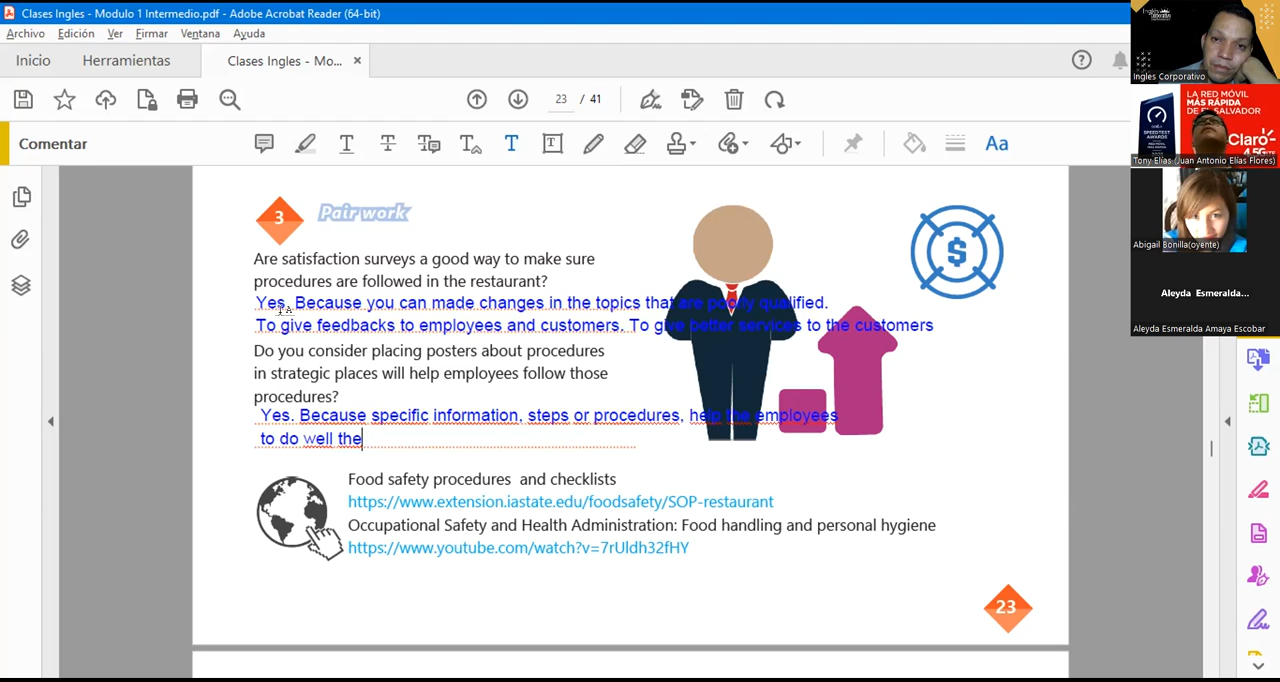 Clases Ingles - Modulo 1 Intermedio.pdf - Adobe Acrobat Reader (64-bit)
Archivo Edición Ver Firmar Ventana Ayuda
Inicio Herramientas Clases Ingles - Mo... ×
23 / 41
Comentar
Aa
3 Pair work
Are satisfaction surveys a good way to make sure
procedures are followed in the restaurant?
Yes. Because you can made changes in the topics that are poorly qualified.
To give feedbacks to employees and customers. To give better services to the customers
Do you consider placing posters about procedures
in strategic places will help employees follow those
procedures?
Yes. Because specific information, steps or procedures, help the employees
to do well the
$
Food safety procedures and checklists
https://www.extension.iastate.edu/foodsafety/SOP-restaurant
Occupational Safety and Health Administration: Food handling and personal hygiene
https://www.youtube.com/watch?v=7rUldh32fHY
23
Ingles Corporativo
LA RED MÓVIL
MÁS RÁPIDA
DE EL SALVADOR
SPEEDTEST
AWARDS
Claro
4.5G
Tony Elías (Juan Antonio Elías Flores)
Abigail Bonilla(oyente)
Aleyda Esmeralda...
Aleyda Esmeralda Amaya Escobar